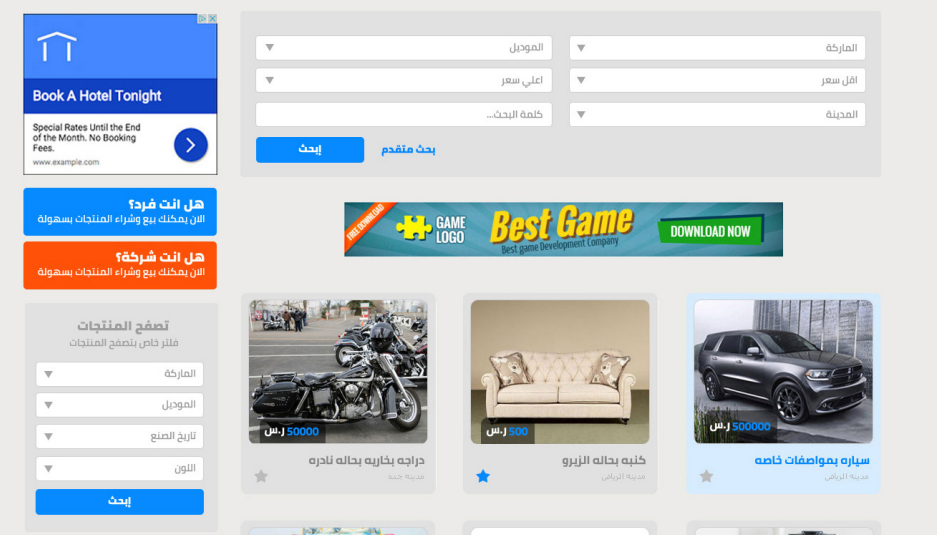 الماركة
الموديل
اقل سعر
اعلي سعر
المدينة
كلمة البحث...
بحث متقدم
إبحث
Book A Hotel Tonight
Special Rates Until the End
of the Month. No Booking
Fees.
www.example.com
هل انت فرد؟
الان يمكنك بيع وشراء المنتجات بسهولة
هل انت شركة؟
الان يمكنك بيع وشراء المنتجات بسهولة
FREE DOWNLOAD
GAME
LOGO
Best Game
Best game Development Company
DOWNLOAD NOW
تصفح المنتجات
فلتر خاص بتصفح المنتجات
الماركة
الموديل
تاريخ الصنع
اللون
إبحث
500000 ر.س
سياره بمواصفات خاصه
مدينة الرياض
500 ر.س
كنبه بحاله الزيرو
مدينة الرياض
50000 ر.س
دراجه بخاريه بحاله نادره
مدينة جدة